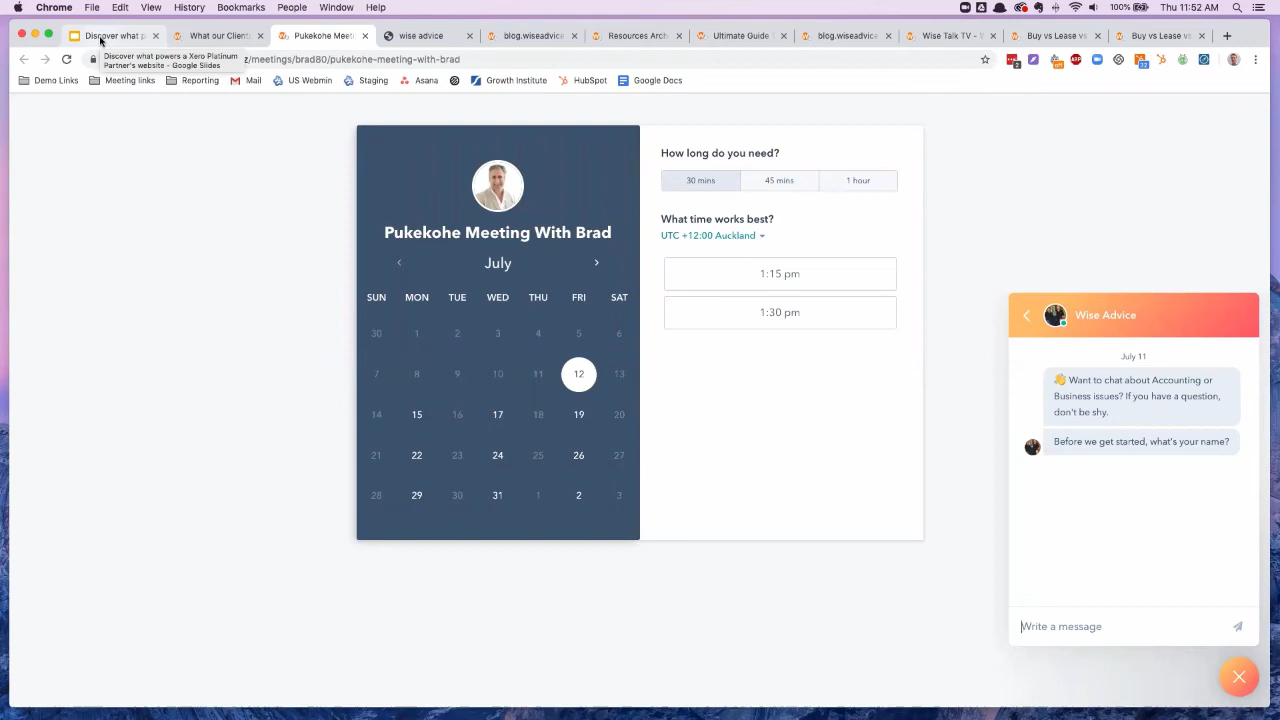 Chrome File Edit View History Bookmarks People Window Help 100% Thu 11:52 AM
Discover what p What our Client Pukekohe Meeti wise advice blog.wiseadvic Resources Arch Ultimate Guide blog.wiseadvic Wise Talk TV - W Buy vs Lease vs Buy vs Lease vs
Discover what powers a Xero Platinum
Partner's website - Google Slides
z/meetings/brad80/pukekohe-meeting-with-brad
Demo Links Meeting links Reporting Mail US Webmin Staging Asana Growth Institute HubSpot Google Docs
Pukekohe Meeting With Brad
July
SUN MON TUE WED THU FRI SAT
30 1 2 3 4 5 6
7 8 9 10 11 12 13
14 15 16 17 18 19 20
21 22 23 24 25 26 27
28 29 30 31 1 2 3
How long do you need?
30 mins 45 mins 1 hour
What time works best?
UTC +12:00 Auckland
1:15 pm
1:30 pm
Wise Advice
July 11
👋 Want to chat about Accounting or
Business issues? If you have a question,
don't be shy.
Before we get started, what's your name?
Write a message